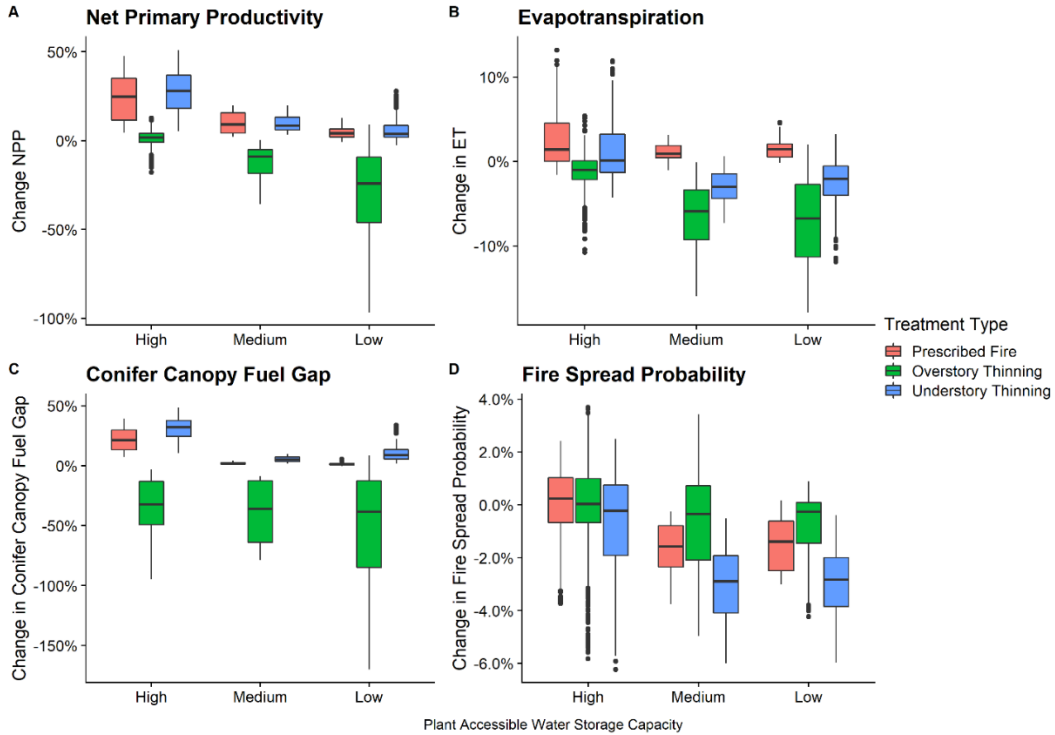 A Net Primary Productivity
50%
0%
-50%
-100%
Change NPP
High Medium Low
B Evapotranspiration
10%
0%
-10%
Change in ET
High Medium Low
C Conifer Canopy Fuel Gap
50%
0%
-50%
-100%
-150%
Change in Conifer Canopy Fuel Gap
High Medium Low
D Fire Spread Probability
4.0%
2.0%
0.0%
-2.0%
-4.0%
-6.0%
Change in Fire Spread Probability
High Medium Low
Treatment Type
Prescribed Fire
Overstory Thinning
Understory Thinning
Plant Accessible Water Storage Capacity